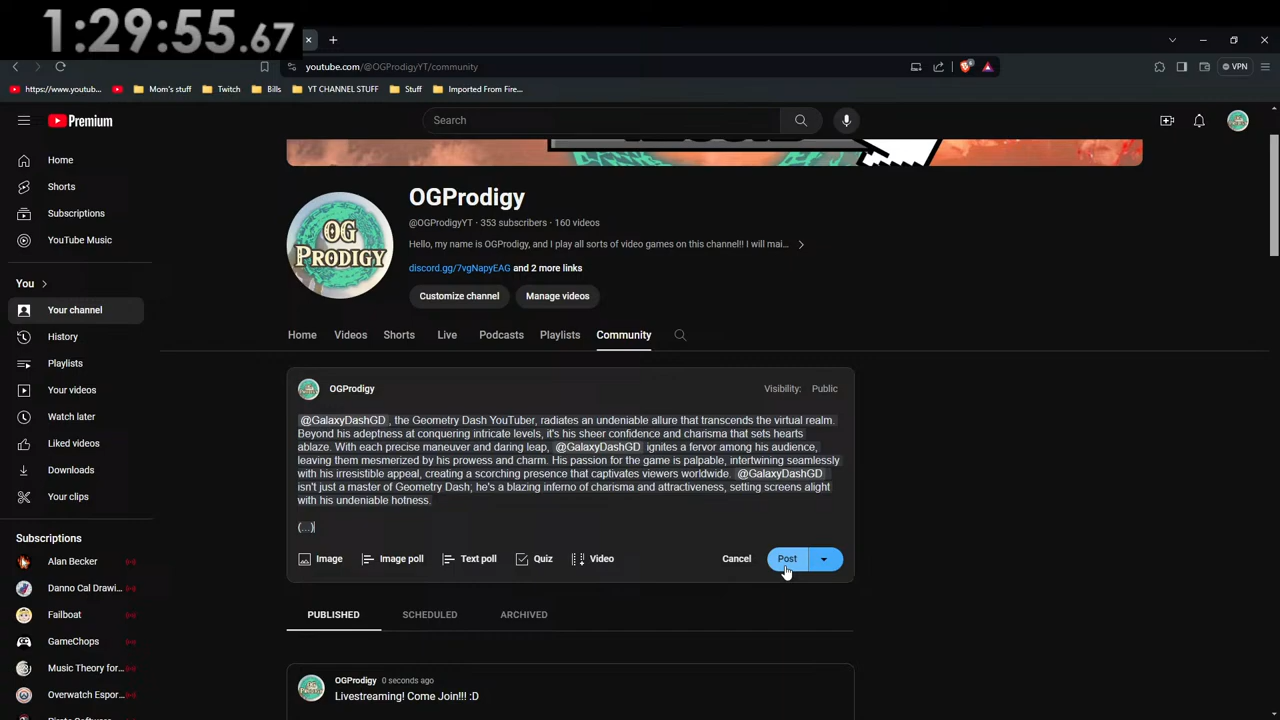 1:29:55.67
youtube.com/@OGProdigyYT/community
VPN
https://www.youtub...
Mom's stuff
Twitch
Bills
YT CHANNEL STUFF
Stuff
Imported From Fire...
Premium
Search
Home
Shorts
Subscriptions
YouTube Music
You
Your channel
History
Playlists
Your videos
Watch later
Liked videos
Downloads
Your clips
Subscriptions
Alan Becker
Danno Cal Drawi...
Failboat
GameChops
Music Theory for...
Overwatch Espor...
OG
PRODIGY
OGProdigy
@OGProdigyYT · 353 subscribers · 160 videos
Hello, my name is OGProdigy, and I play all sorts of video games on this channel!! I will mai...
discord.gg/7vgNapyEAG and 2 more links
Customize channel
Manage videos
Home
Videos
Shorts
Live
Podcasts
Playlists
Community
OGProdigy
Visibility: Public
@GalaxyDashGD , the Geometry Dash YouTuber, radiates an undeniable allure that transcends the virtual realm.
Beyond his adeptness at conquering intricate levels, it's his sheer confidence and charisma that sets hearts
ablaze. With each precise maneuver and daring leap, @GalaxyDashGD ignites a fervor among his audience,
leaving them mesmerized by his prowess and charm. His passion for the game is palpable, intertwining seamlessly
with his irresistible appeal, creating a scorching presence that captivates viewers worldwide. @GalaxyDashGD
isn't just a master of Geometry Dash; he's a blazing inferno of charisma and attractiveness, setting screens alight
with his undeniable hotness.
(...)
Image
Image poll
Text poll
Quiz
Video
Cancel
Post
PUBLISHED
SCHEDULED
ARCHIVED
OGProdigy 0 seconds ago
Livestreaming! Come Join!!! :D